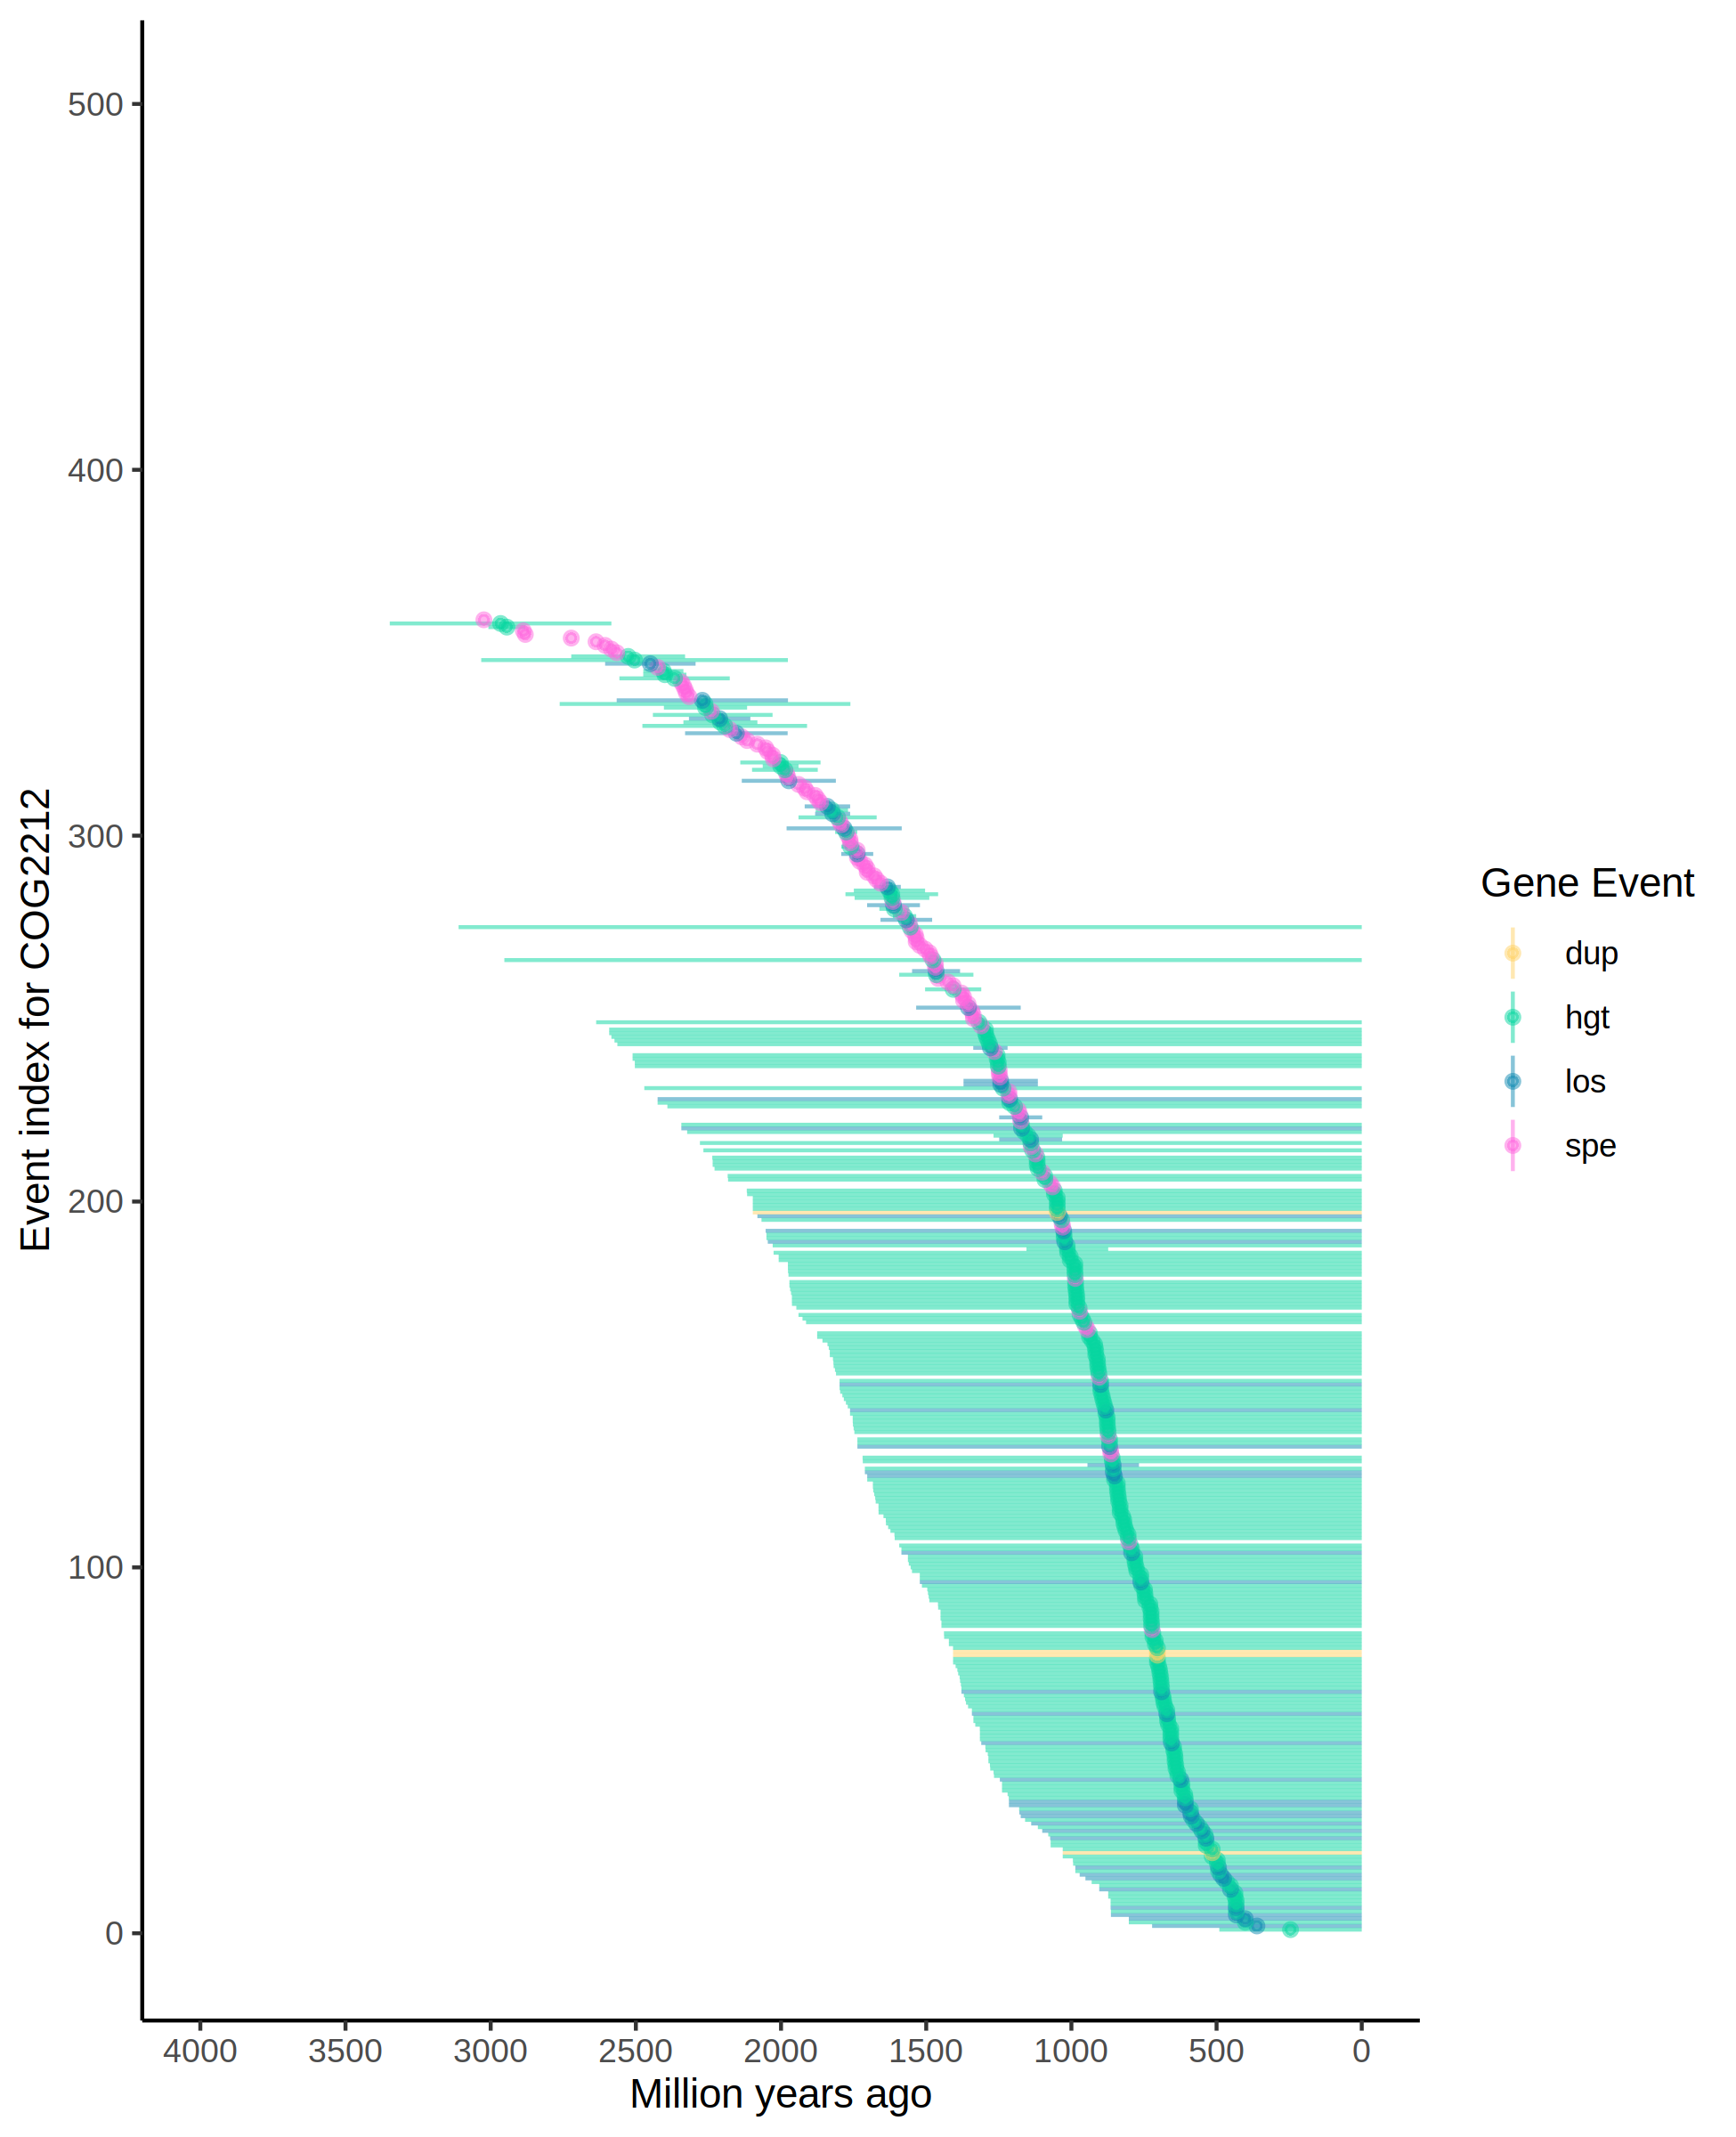 500
400
300
200
100
0
Event index for COG2212
4000 3500 3000 2500 2000 1500 1000 500 0
Million years ago
Gene Event
dup
hgt
los
spe